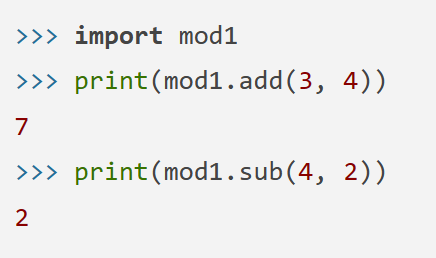 >>> import mod1
>>> print(mod1.add(3, 4))
7
>>> print(mod1.sub(4, 2))
2